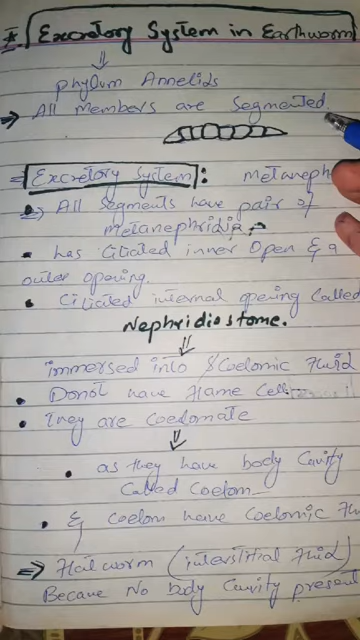 * Excretory System in Earthworm
⇓
phylum Annelids
⇒ All members are Segmented.
⇒ Excretory System : metaneph
⇒ All Segments have pair of
metanephridia
• has Ciliated inner Open & a
outer opening.
• Ciliated internal opening Called
Nephridiostome.
⇓
immersed into Coelomic Fluid
• Donot have Flame Cell
• They are Coelomate
⇓
• as they have body Cavity
Called Coelom
• & Coelom have Coelomic Flu
⇒ Flatworm (interstitial Fluid)
Because No body Cavity present